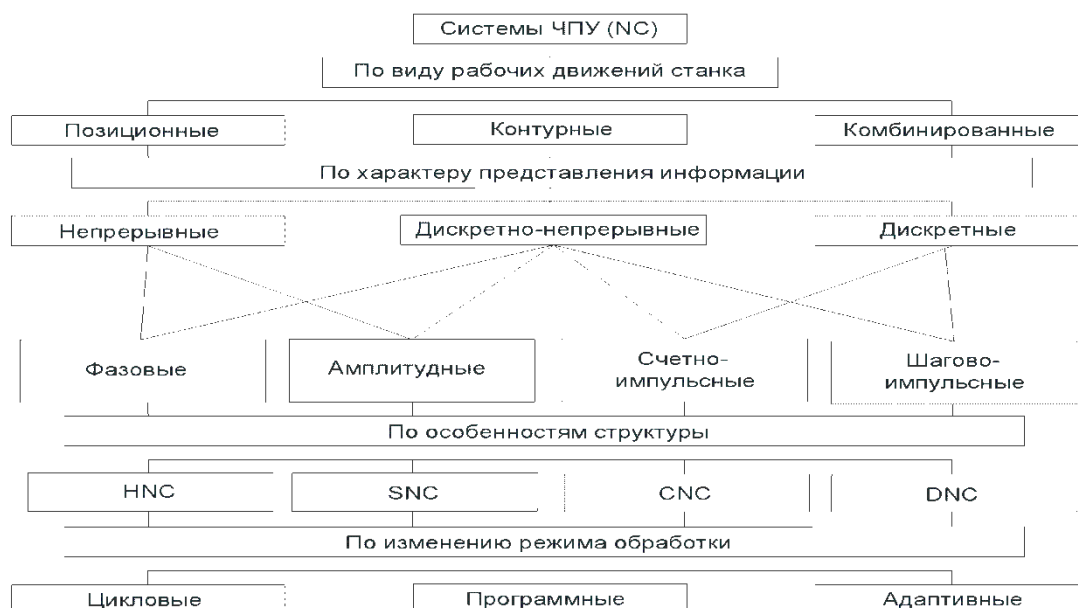 Системы ЧПУ (NC)
По виду рабочих движений станка
Позиционные
Контурные
Комбинированные
По характеру представления информации
Непрерывные
Дискретно-непрерывные
Дискретные
Фазовые
Амплитудные
Счетно-
импульсные
Шагово-
импульсные
По особенностям структуры
HNC
SNC
CNC
DNC
По изменению режима обработки
Цикловые
Программные
Адаптивные